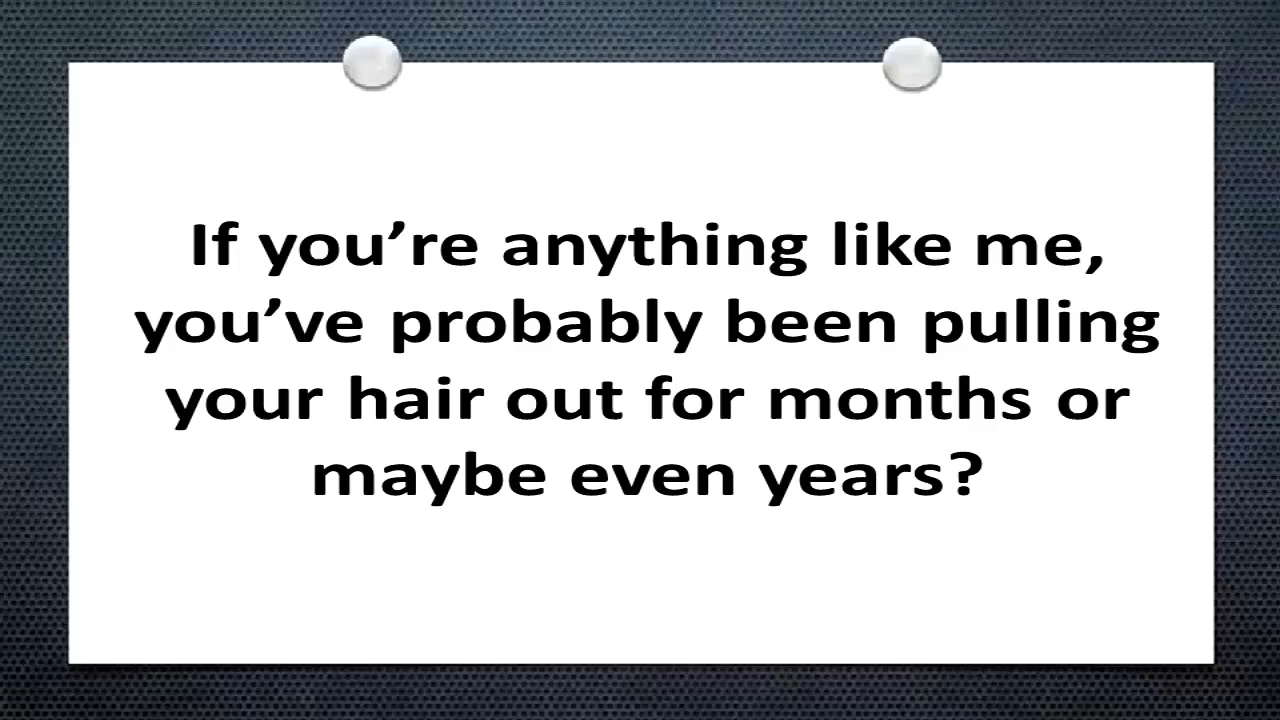 If you’re anything like me,
you’ve probably been pulling
your hair out for months or
maybe even years?